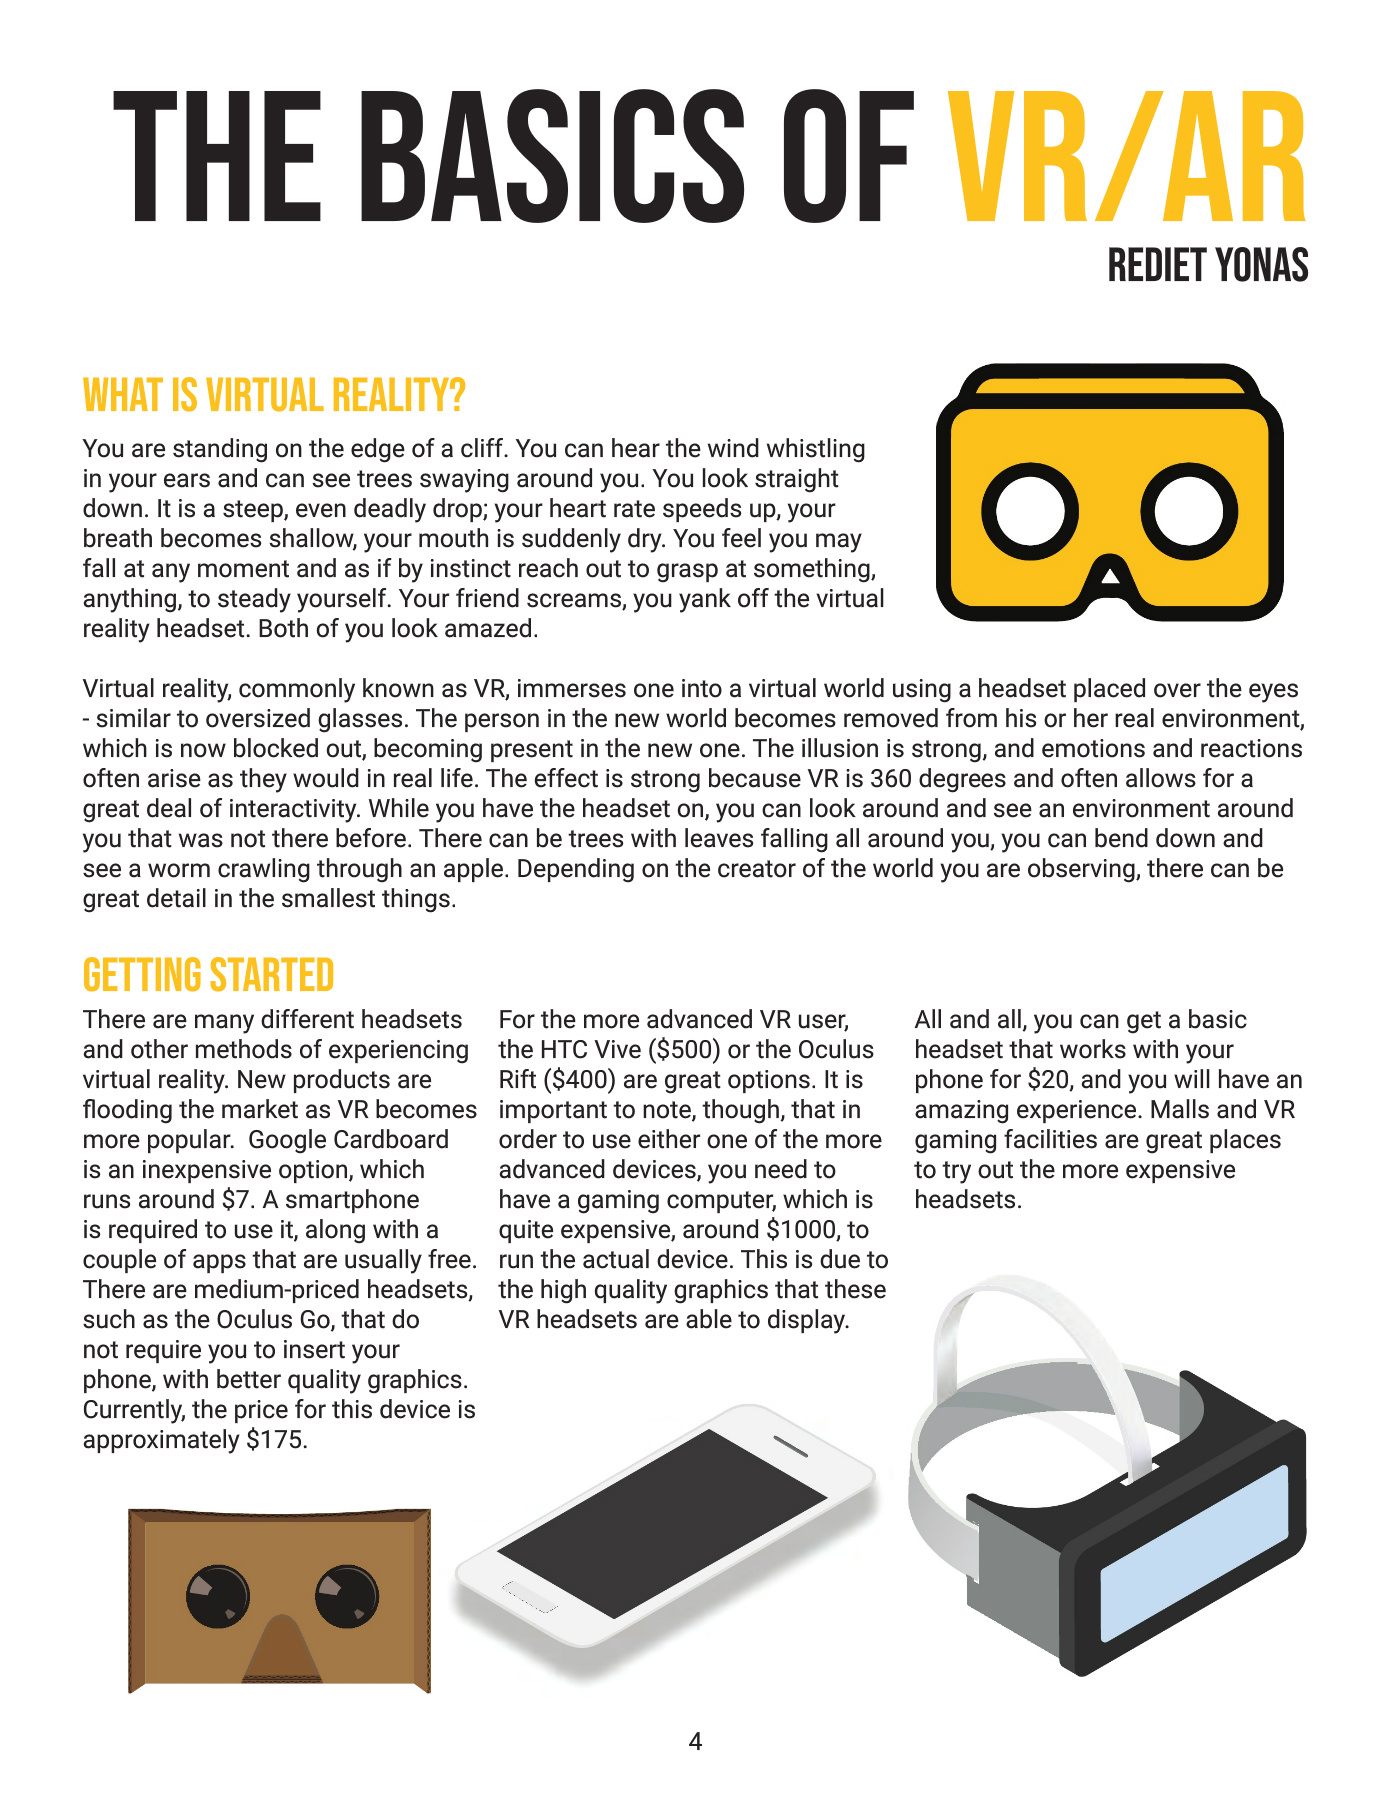 THE BASICS OF VR/AR
REDIET YONAS
WHAT IS VIRTUAL REALITY?
You are standing on the edge of a cliff. You can hear the wind whistling
in your ears and can see trees swaying around you. You look straight
down. It is a steep, even deadly drop; your heart rate speeds up, your
breath becomes shallow, your mouth is suddenly dry. You feel you may
fall at any moment and as if by instinct reach out to grasp at something,
anything, to steady yourself. Your friend screams, you yank off the virtual
reality headset. Both of you look amazed.
Virtual reality, commonly known as VR, immerses one into a virtual world using a headset placed over the eyes
- similar to oversized glasses. The person in the new world becomes removed from his or her real environment,
which is now blocked out, becoming present in the new one. The illusion is strong, and emotions and reactions
often arise as they would in real life. The effect is strong because VR is 360 degrees and often allows for a
great deal of interactivity. While you have the headset on, you can look around and see an environment around
you that was not there before. There can be trees with leaves falling all around you, you can bend down and
see a worm crawling through an apple. Depending on the creator of the world you are observing, there can be
great detail in the smallest things.
GETTING STARTED
There are many different headsets
and other methods of experiencing
virtual reality. New products are
flooding the market as VR becomes
more popular.  Google Cardboard
is an inexpensive option, which
runs around $7. A smartphone
is required to use it, along with a
couple of apps that are usually free.
There are medium-priced headsets,
such as the Oculus Go, that do
not require you to insert your
phone, with better quality graphics.
Currently, the price for this device is
approximately $175.
For the more advanced VR user,
the HTC Vive ($500) or the Oculus
Rift ($400) are great options. It is
important to note, though, that in
order to use either one of the more
advanced devices, you need to
have a gaming computer, which is
quite expensive, around $1000, to
run the actual device. This is due to
the high quality graphics that these
VR headsets are able to display.
All and all, you can get a basic
headset that works with your
phone for $20, and you will have an
amazing experience. Malls and VR
gaming facilities are great places
to try out the more expensive
headsets.
4